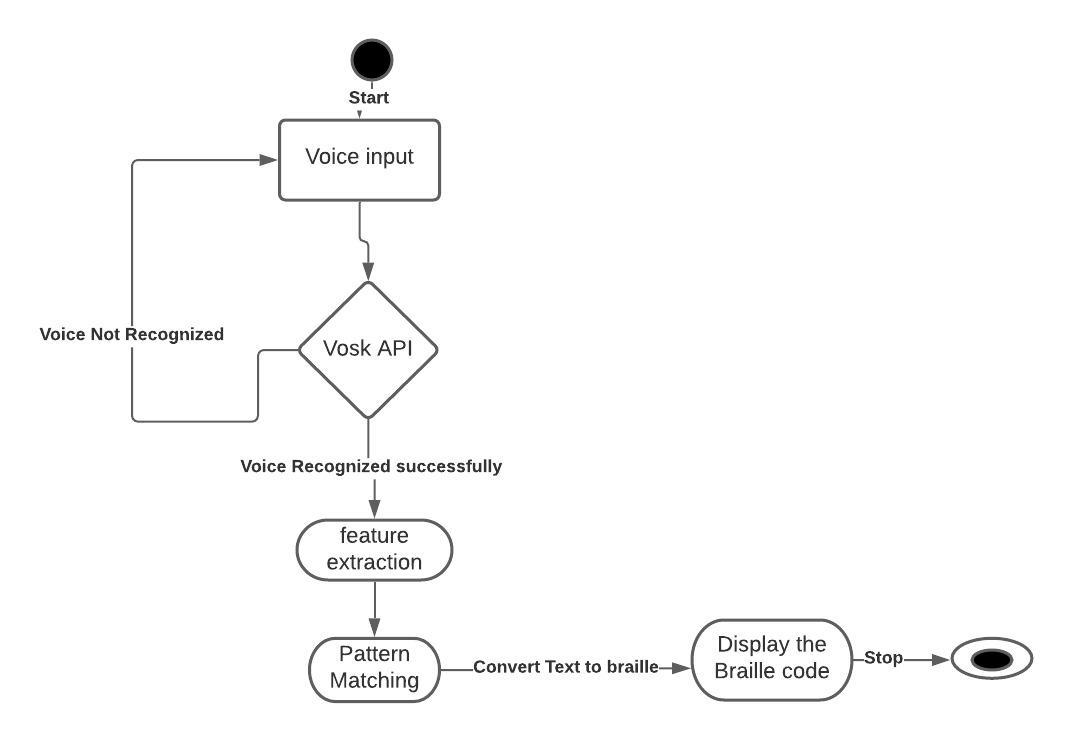 Start
Voice input
Voice Not Recognized
Vosk API
Voice Recognized successfully
feature
extraction
Pattern
Matching
Convert Text to braille
Display the
Braille code
Stop